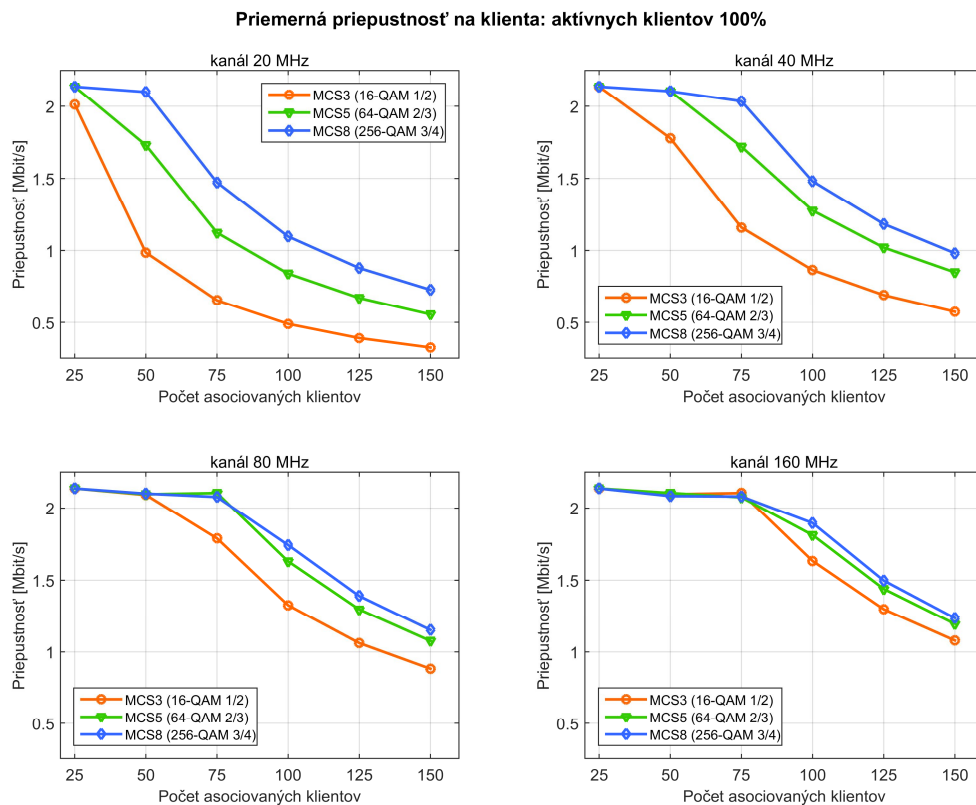 Priemerná priepustnosť na klienta: aktívnych klientov 100%
kanál 20 MHz
Priepustnosť [Mbit/s]
2
1.5
1
0.5
MCS3 (16-QAM 1/2)
MCS5 (64-QAM 2/3)
MCS8 (256-QAM 3/4)
25 50 75 100 125 150
Počet asociovaných klientov
kanál 40 MHz
Priepustnosť [Mbit/s]
2
1.5
1
0.5
MCS3 (16-QAM 1/2)
MCS5 (64-QAM 2/3)
MCS8 (256-QAM 3/4)
25 50 75 100 125 150
Počet asociovaných klientov
kanál 80 MHz
Priepustnosť [Mbit/s]
2
1.5
1
0.5
MCS3 (16-QAM 1/2)
MCS5 (64-QAM 2/3)
MCS8 (256-QAM 3/4)
25 50 75 100 125 150
Počet asociovaných klientov
kanál 160 MHz
Priepustnosť [Mbit/s]
2
1.5
1
0.5
MCS3 (16-QAM 1/2)
MCS5 (64-QAM 2/3)
MCS8 (256-QAM 3/4)
25 50 75 100 125 150
Počet asociovaných klientov